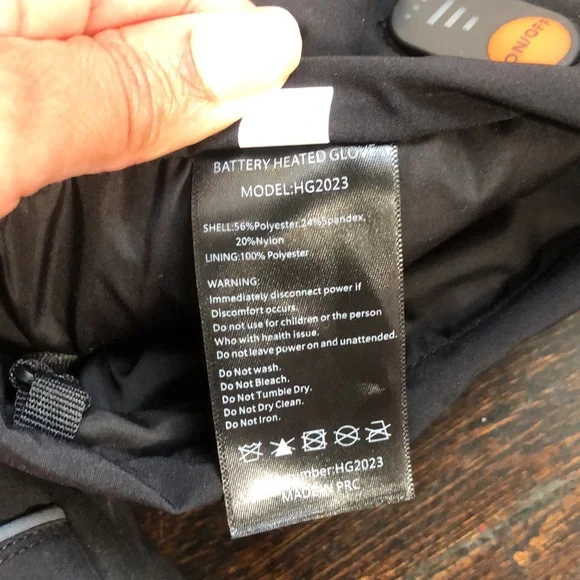 ON/OFF
BATTERY HEATED GLOVE
MODEL:HG2023
SHELL:56%Polyester,24%Spandex,
20%Nylon
LINING:100% Polyester
WARNING:
Immediately disconnect power if
Discomfort occurs.
Do not use for children or the person
Who with health issue.
Do not leave power on and unattended.
Do Not wash.
Do Not Bleach.
Do Not Tumble Dry.
Do Not Dry Clean.
Do Not Iron.
umber:HG2023
MADE IN PRC